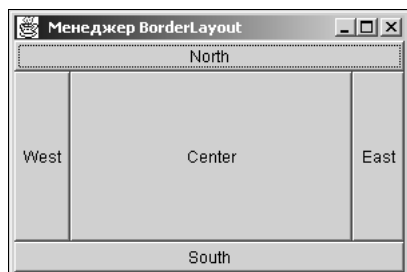 Менеджер BorderLayout
North
West Center East
South